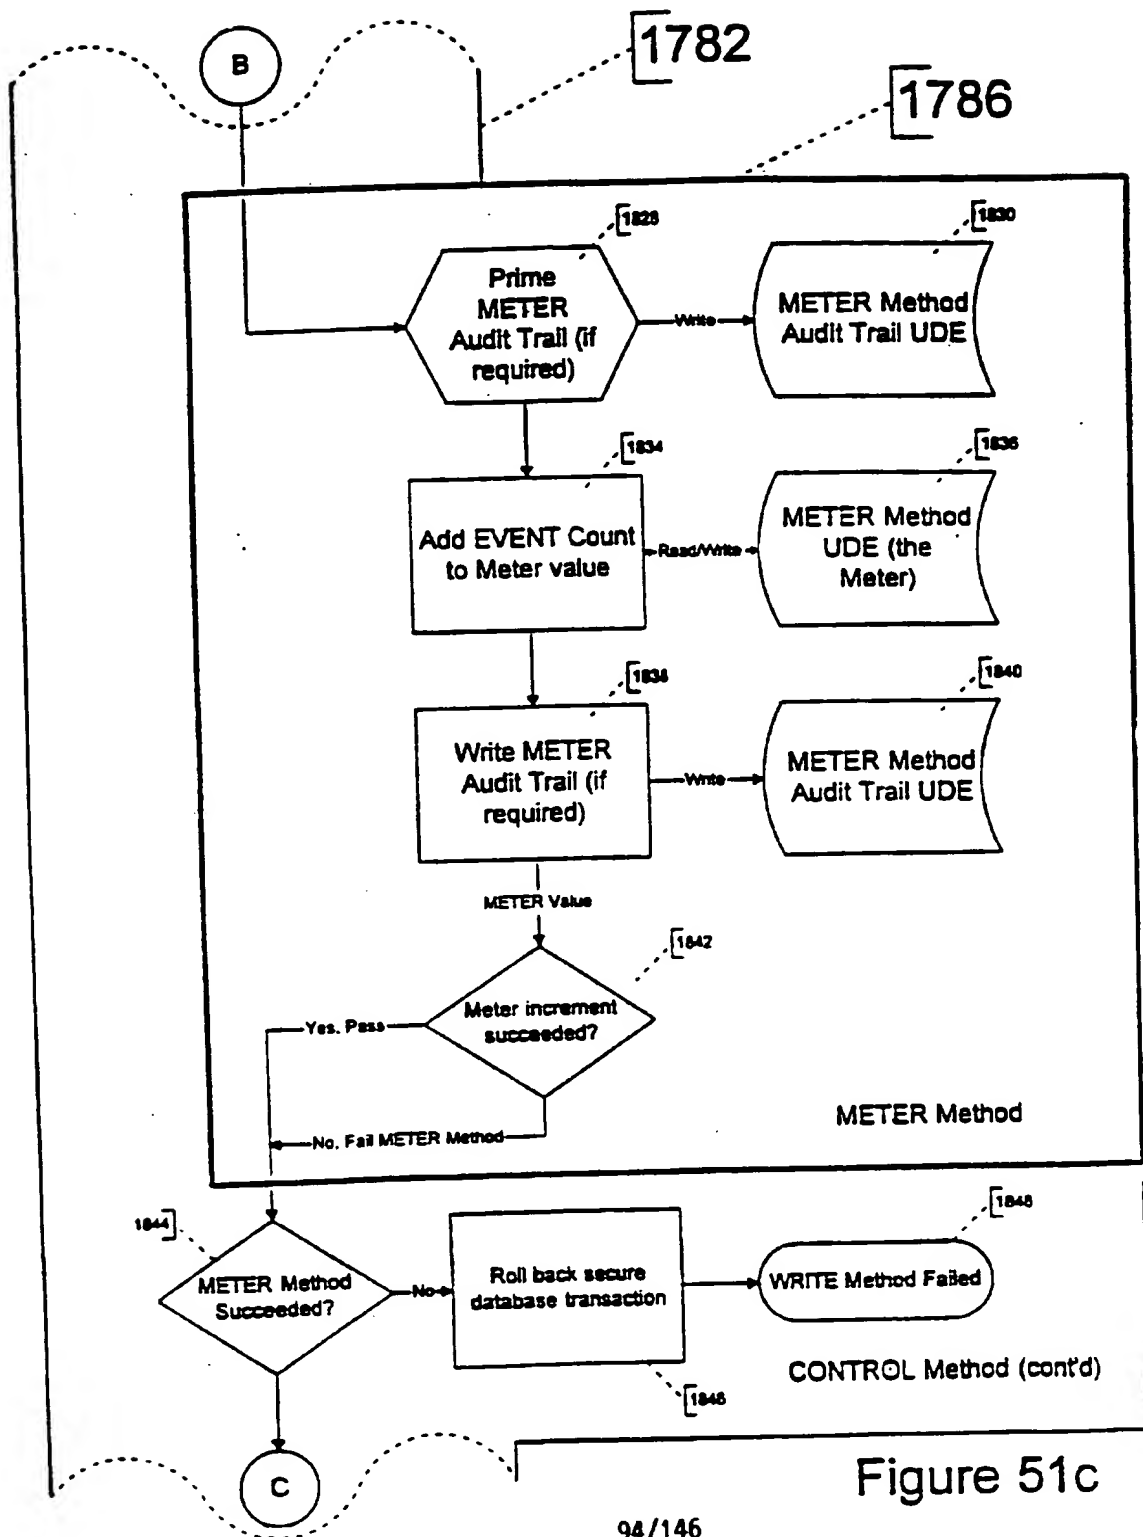 B
1782
1786
1828
Prime
METER
Audit Trail (if
required)
Write
1830
METER Method
Audit Trail UDE
1834
Add EVENT Count
to Meter value
Read/Write
1836
METER Method
UDE (the
Meter)
1838
Write METER
Audit Trail (if
required)
Write
1840
METER Method
Audit Trail UDE
METER Value
1842
Meter increment
succeeded?
Yes, Pass
No, Fail METER Method
METER Method
1844
METER Method
Succeeded?
No
Roll back secure
database transaction
1846
1848
WRITE Method Failed
CONTROL Method (cont'd)
C
Figure 51c
94/146